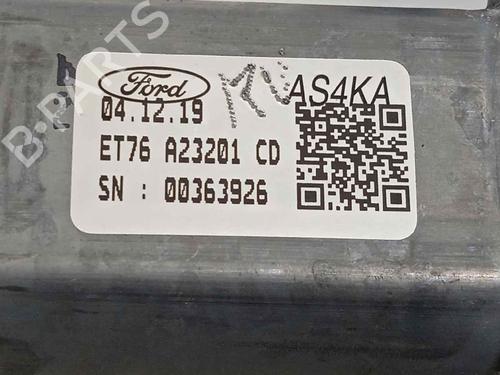 Ford
AS4KA
04.12.19
ET76 A23201 CD
SN : 00363926
B-PARTS